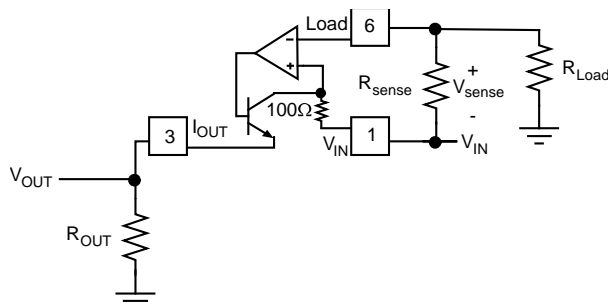 Load
6
-
+
R_sense
+
V_sense
-
R_Load
100Ω
3
I_OUT
V_IN
1
V_IN
V_OUT
R_OUT